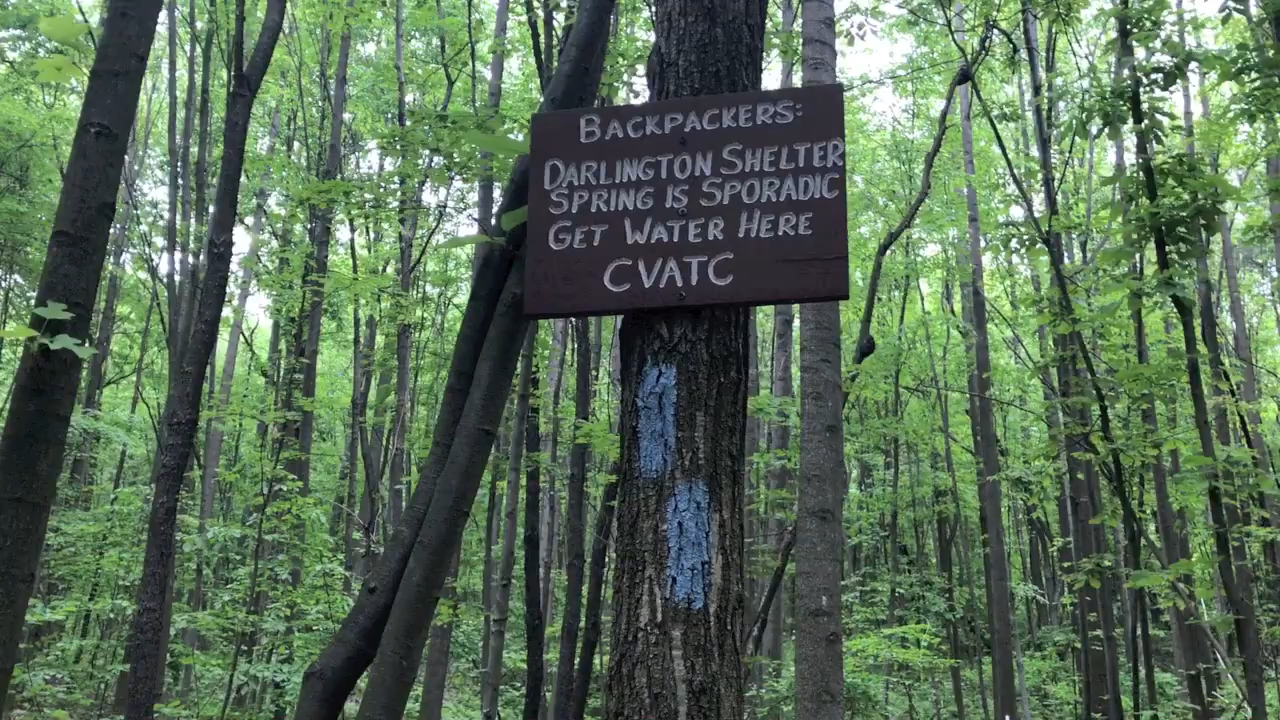 BACKPACKERS:
DARLINGTON SHELTER
SPRING IS SPORADIC
GET WATER HERE
CVATC